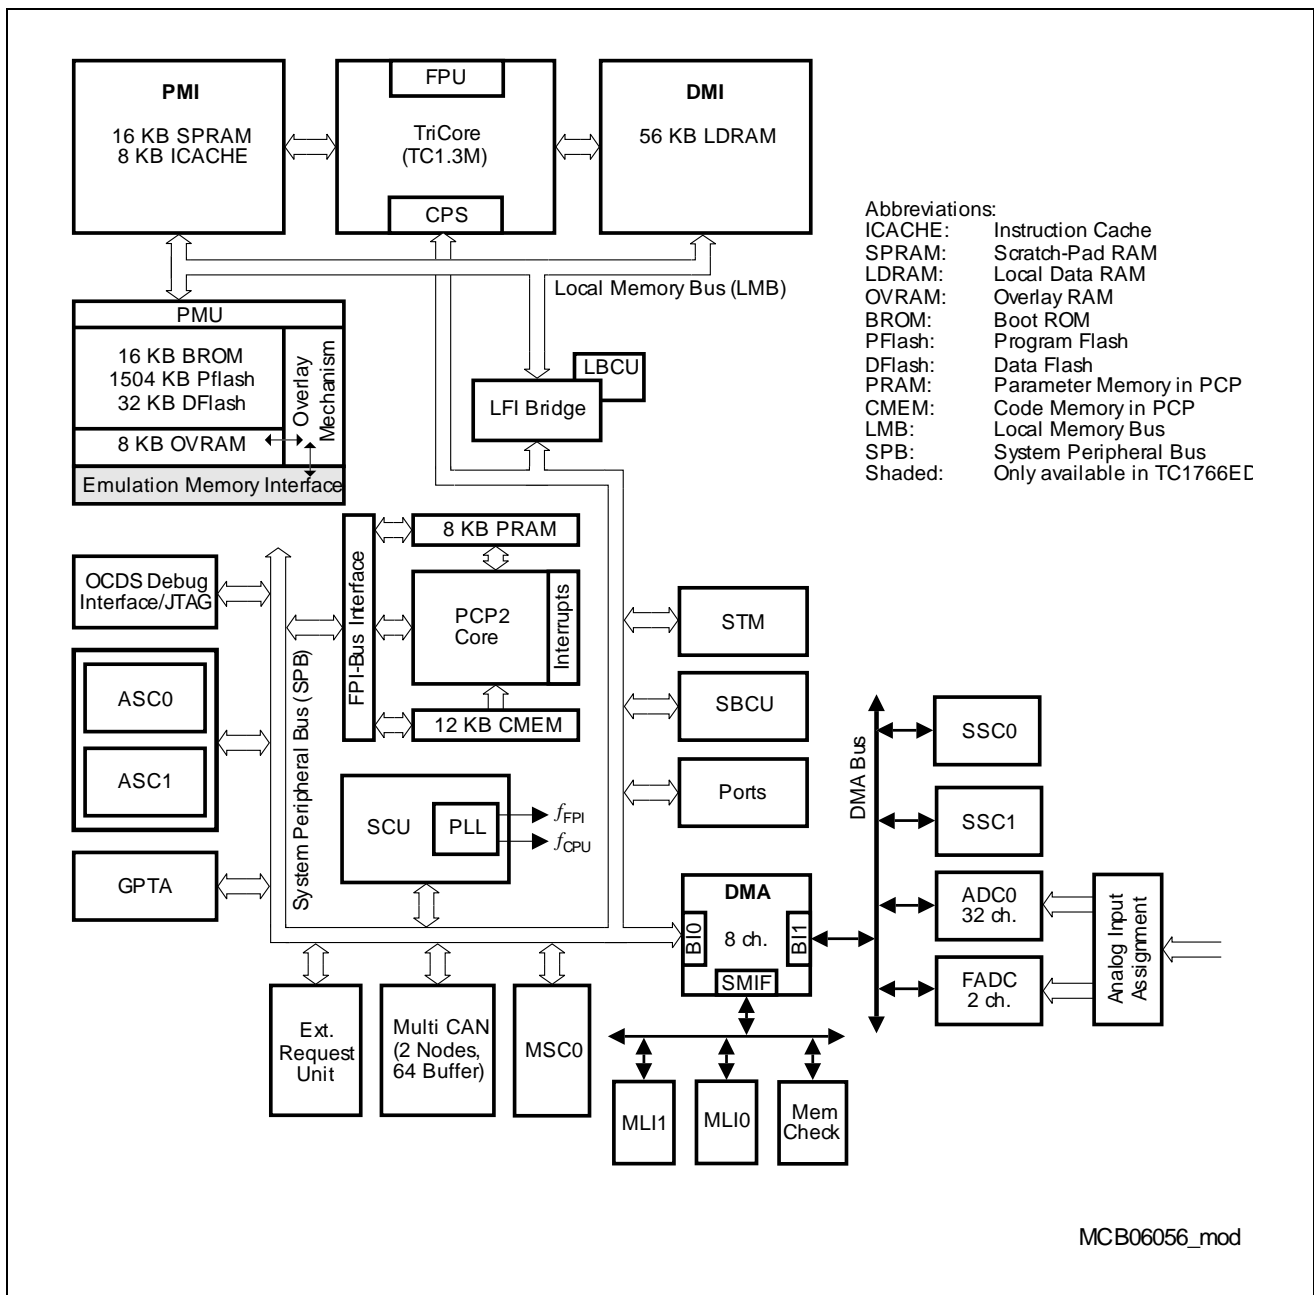 PMI
16 KB SPRAM
8 KB ICACHE
FPU
TriCore
(TC1.3M)
CPS
DMI
56 KB LDRAM
Abbreviations:
ICACHE: Instruction Cache
SPRAM: Scratch-Pad RAM
LDRAM: Local Data RAM
OVRAM: Overlay RAM
BROM: Boot ROM
PFlash: Program Flash
DFlash: Data Flash
PRAM: Parameter Memory in PCP
CMEM: Code Memory in PCP
LMB: Local Memory Bus
SPB: System Peripheral Bus
Shaded: Only available in TC1766ED
Local Memory Bus (LMB)
PMU
16 KB BROM
1504 KB Pflash
32 KB DFlash
8 KB OVRAM
Overlay
Mechanism
Emulation Memory Interface
LBCU
LFI Bridge
OCDS Debug
Interface/JTAG
ASC0
ASC1
GPTA
System Peripheral Bus (SPB)
FPI-Bus Interface
8 KB PRAM
PCP2
Core
Interrupts
12 KB CMEM
SCU
PLL
fFPI
fCPU
STM
SBCU
Ports
DMA
BI0
8 ch.
BI1
SMIF
DMA Bus
SSC0
SSC1
ADC0
32 ch.
FADC
2 ch.
Analog Input
Assignment
Ext.
Request
Unit
Multi CAN
(2 Nodes,
64 Buffer)
MSC0
MLI1
MLI0
Mem
Check
MCB06056_mod